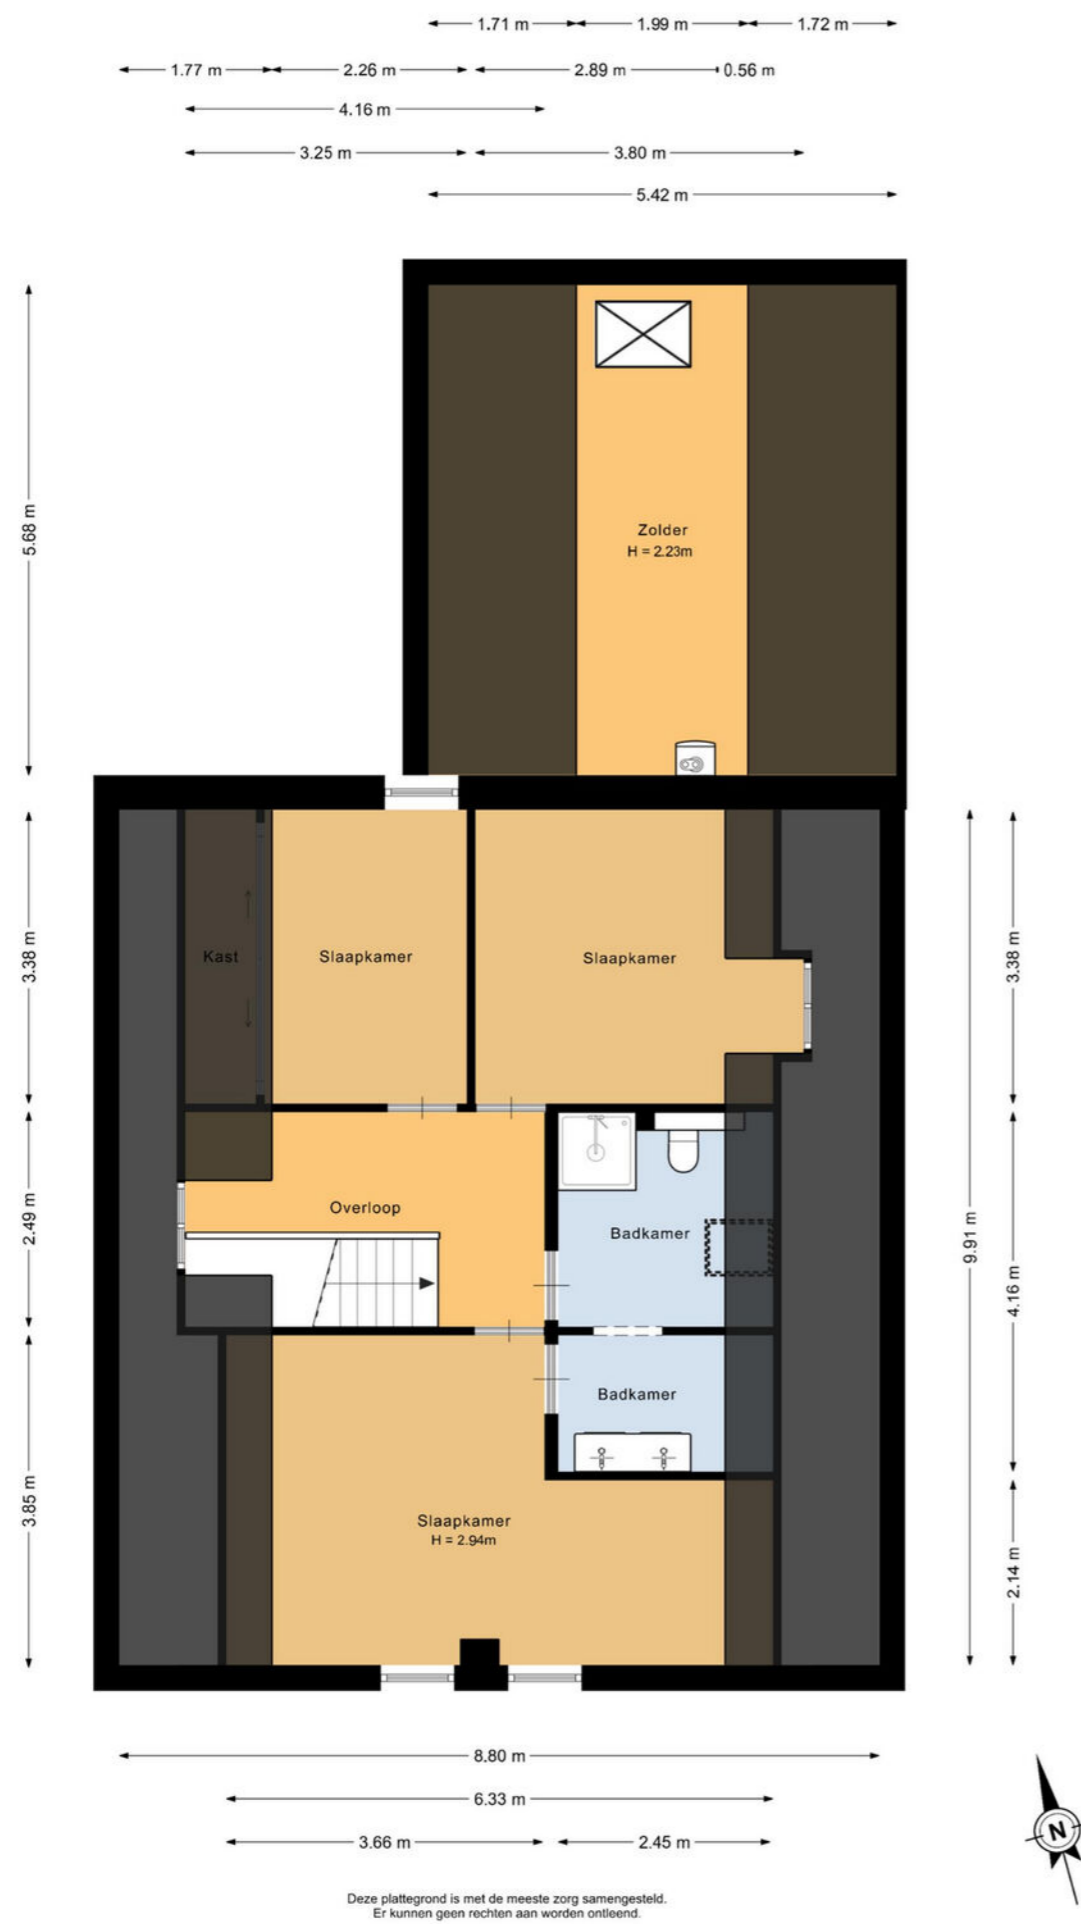 1.71 m 1.99 m 1.72 m
1.77 m 2.26 m 2.89 m 0.56 m
4.16 m
3.25 m 3.80 m
5.42 m
5.68 m
Zolder
H = 2.23m
3.38 m
Kast
Slaapkamer
Slaapkamer
3.38 m
2.49 m
Overloop
Badkamer
9.91 m
4.16 m
Badkamer
3.85 m
Slaapkamer
H = 2.94m
2.14 m
8.80 m
6.33 m
3.66 m 2.45 m
N
Deze plattegrond is met de meeste zorg samengesteld.
Er kunnen geen rechten aan worden ontleend.